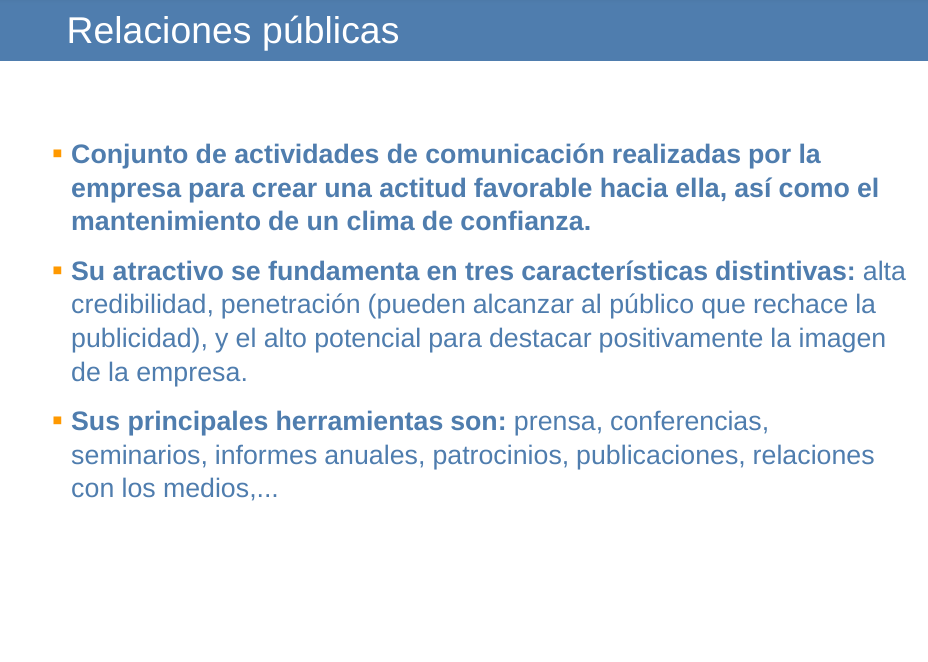 Relaciones públicas
Conjunto de actividades de comunicación realizadas por la
empresa para crear una actitud favorable hacia ella, así como el
mantenimiento de un clima de confianza.
Su atractivo se fundamenta en tres características distintivas: alta
credibilidad, penetración (pueden alcanzar al público que rechace la
publicidad), y el alto potencial para destacar positivamente la imagen
de la empresa.
Sus principales herramientas son: prensa, conferencias,
seminarios, informes anuales, patrocinios, publicaciones, relaciones
con los medios,...